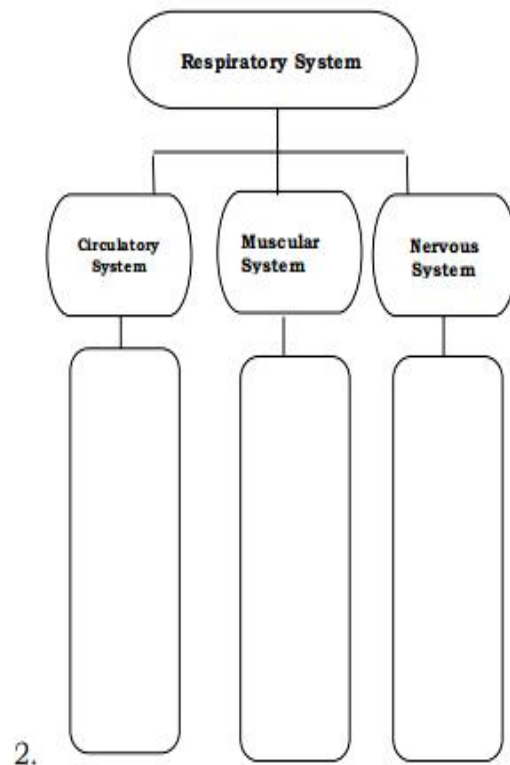 Respiratory System
Circulatory
System
Muscular
System
Nervous
System
2.